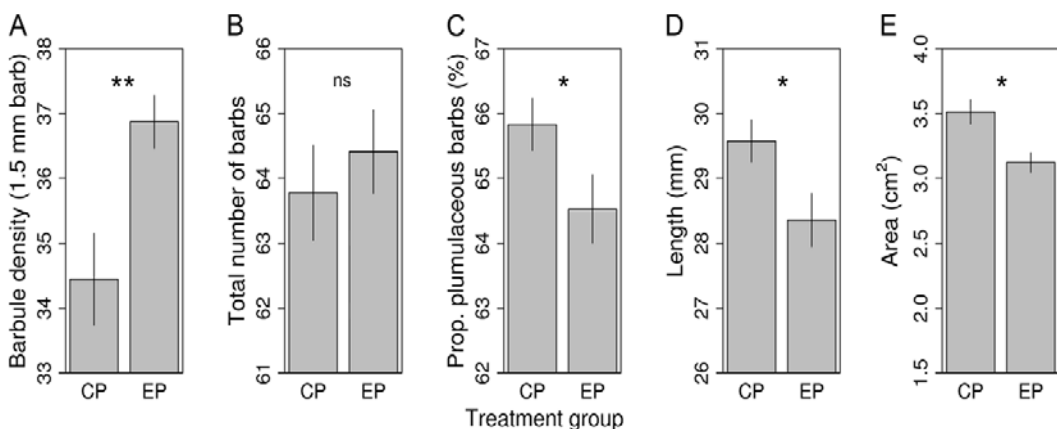 A
B
C
D
E
Barbule density (1.5 mm barb)
33 34 35 36 37 38
**
CP EP
Total number of barbs
61 62 63 64 65 66
ns
CP EP
Prop. plumulaceous barbs (%)
62 63 64 65 66 67
*
CP EP
Length (mm)
26 27 28 29 30 31
*
CP EP
Area (cm²)
1.5 2.0 2.5 3.0 3.5 4.0
*
CP EP
Treatment group